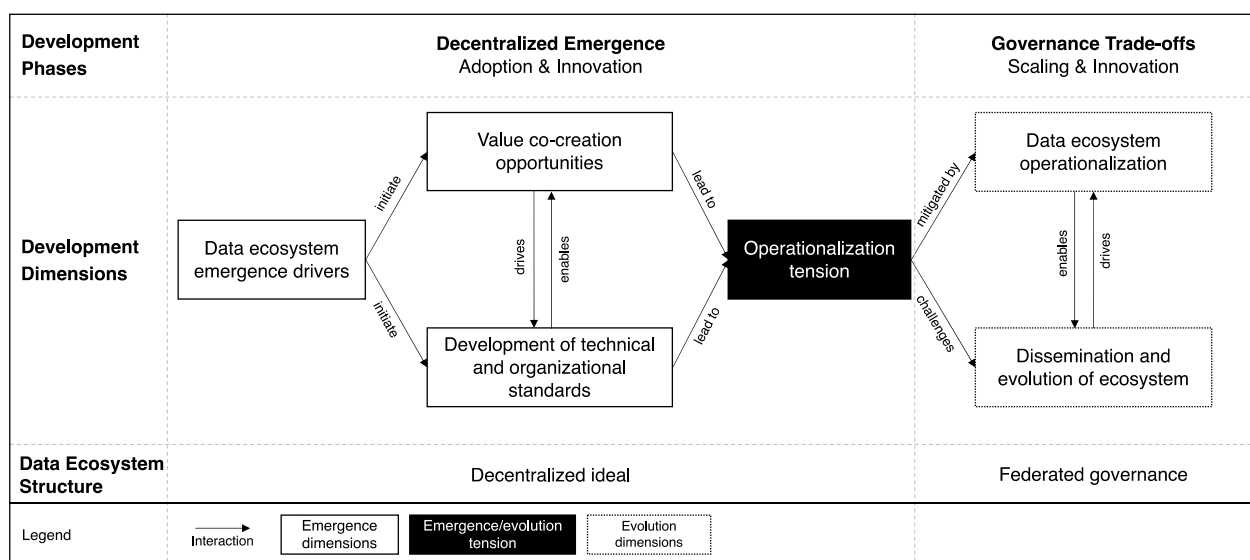 Development
Phases
Decentralized Emergence
Adoption & Innovation
Governance Trade-offs
Scaling & Innovation
Development
Dimensions
Data ecosystem
emergence drivers
initiate
initiate
Value co-creation
opportunities
drives
enables
Development of technical
and organizational
standards
lead to
lead to
Operationalization
tension
mitigated by
challenges
Data ecosystem
operationalization
enables
drives
Dissemination and
evolution of ecosystem
Data Ecosystem
Structure
Decentralized ideal
Federated governance
Legend
Interaction
Emergence
dimensions
Emergence/evolution
tension
Evolution
dimensions